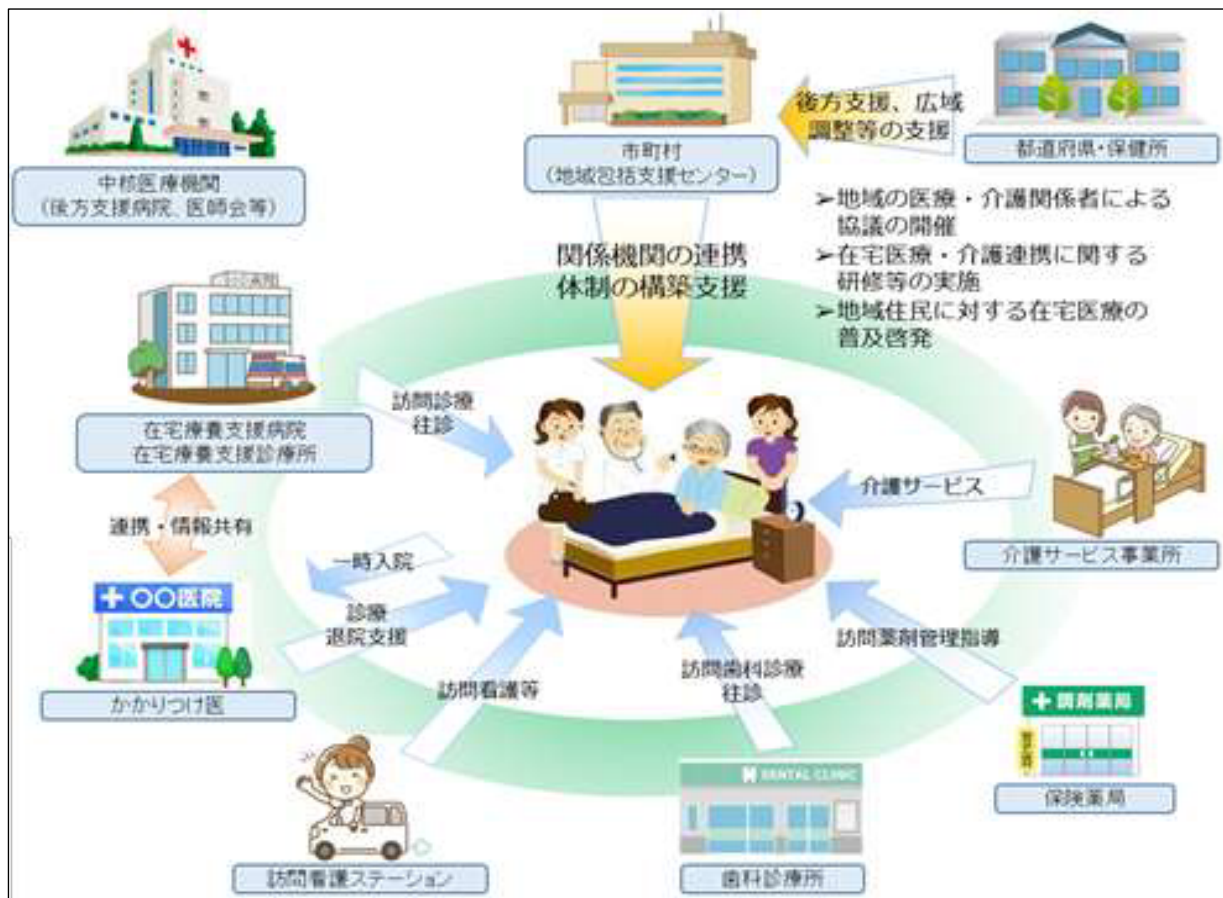 中核医療機関
（後方支援病院、医師会等）
市町村
（地域包括支援センター）
後方支援、広域
調整等の支援
都道府県・保健所
➢地域の医療・介護関係者による
協議の開催
➢在宅医療・介護連携に関する
研修等の実施
➢地域住民に対する在宅医療の
普及啓発
関係機関の連携
体制の構築支援
在宅療養支援病院
在宅療養支援診療所
訪問診療
往診
介護サービス
介護サービス事業所
連携・情報共有
一時入院
〇〇医院
診療
退院支援
かかりつけ医
訪問看護等
訪問歯科診療
往診
訪問薬剤管理指導
調剤薬局
保険薬局
DENTAL CLINIC
訪問看護ステーション
歯科診療所